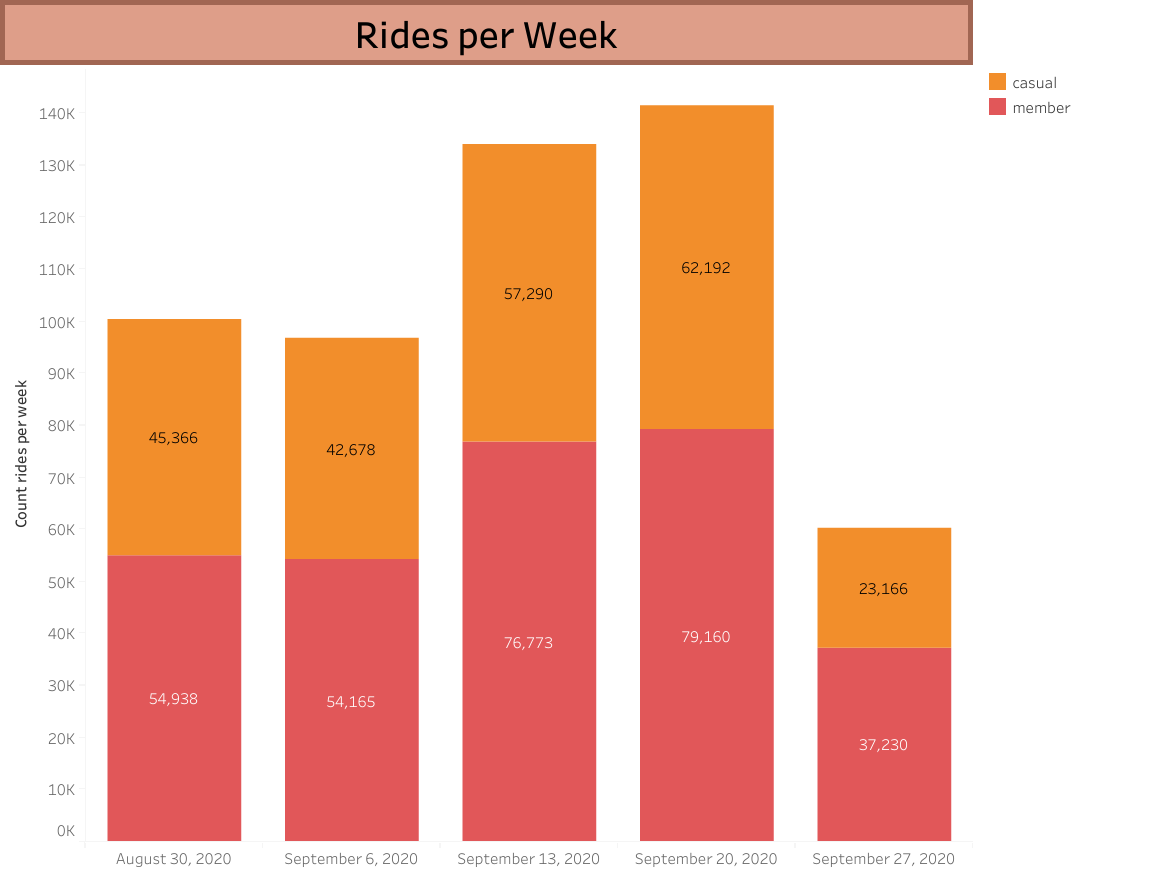 Rides per Week
casual
member
140K
130K
120K
110K
100K
90K
80K
70K
60K
50K
40K
30K
20K
10K
0K
Count rides per week
45,366
42,678
57,290
62,192
23,166
54,938
54,165
76,773
79,160
37,230
August 30, 2020
September 6, 2020
September 13, 2020
September 20, 2020
September 27, 2020